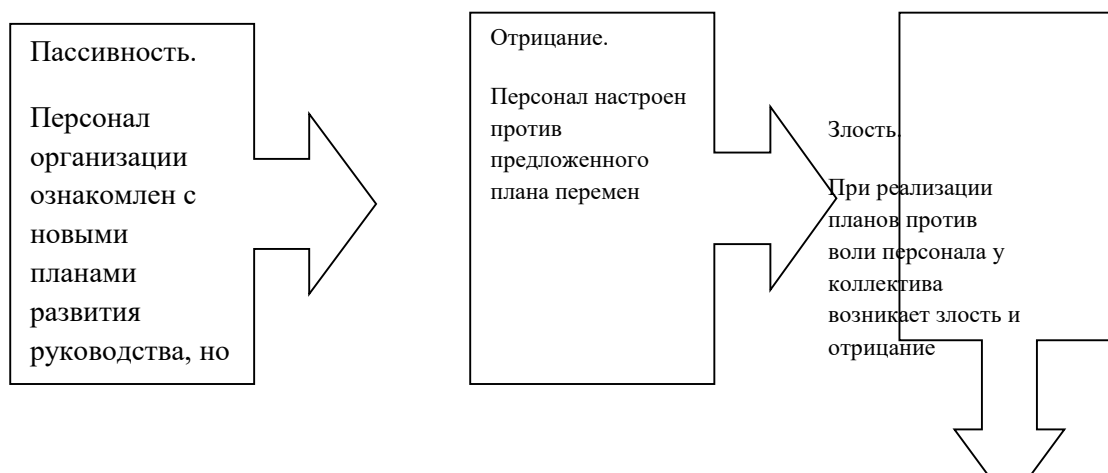 Пассивность.
Персонал
организации
ознакомлен с
новыми
планами
развития
руководства, но
Отрицание.
Персонал настроен
против
предложенного
плана перемен
Злость.
При реализации
планов против
воли персонала у
коллектива
возникает злость и
отрицание